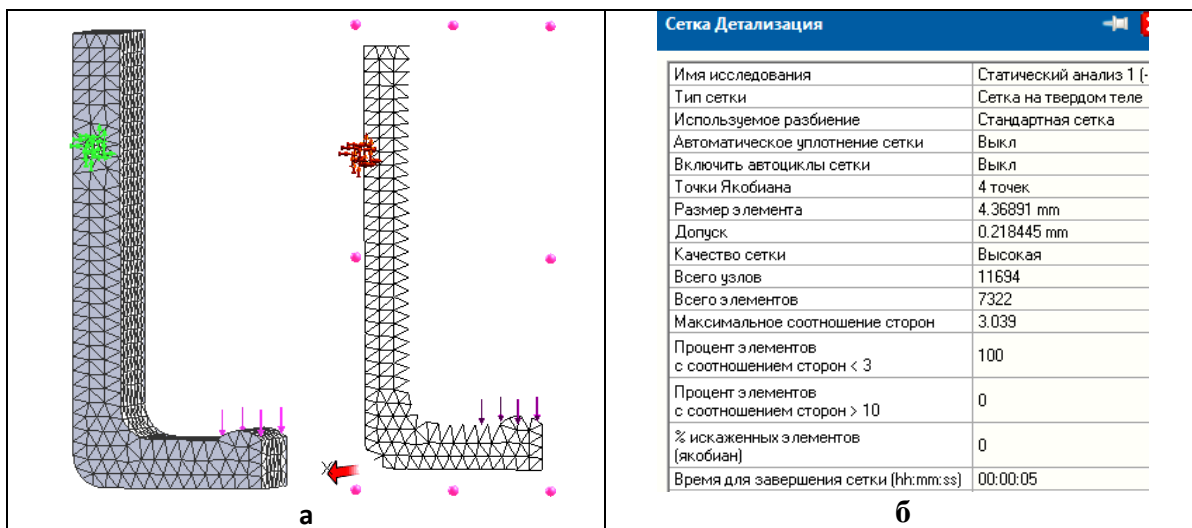 X
а
Сетка Детализация
Имя исследования Статический анализ 1 (-
Тип сетки Сетка на твердом теле
Используемое разбиение Стандартная сетка
Автоматическое уплотнение сетки Выкл
Включить автоциклы сетки Выкл
Точки Якобиана 4 точек
Размер элемента 4.36891 mm
Допуск 0.218445 mm
Качество сетки Высокая
Всего узлов 11694
Всего элементов 7322
Максимальное соотношение сторон 3.039
Процент элементов
с соотношением сторон < 3 100
Процент элементов
с соотношением сторон > 10 0
% искаженных элементов
(якобиан) 0
Время для завершения сетки (hh:mm:ss) 00:00:05
б